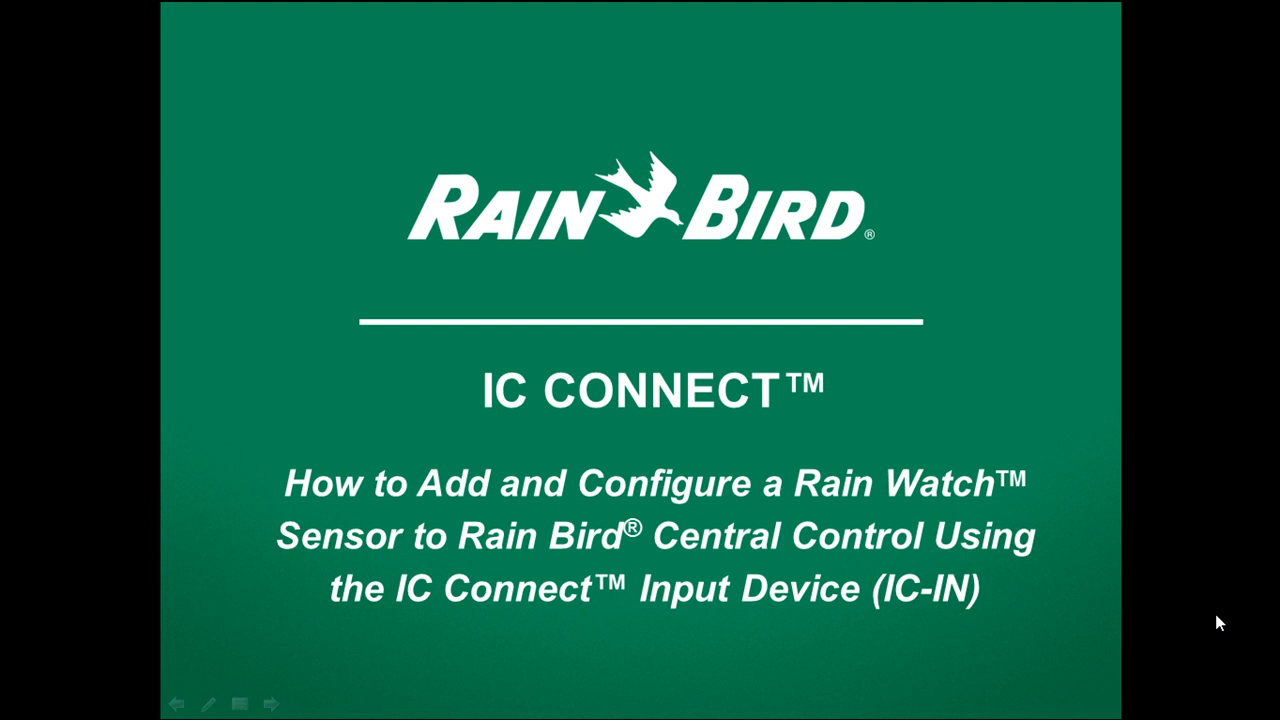 RAIN BIRD®
IC CONNECT™
How to Add and Configure a Rain Watch™
Sensor to Rain Bird® Central Control Using
the IC Connect™ Input Device (IC-IN)